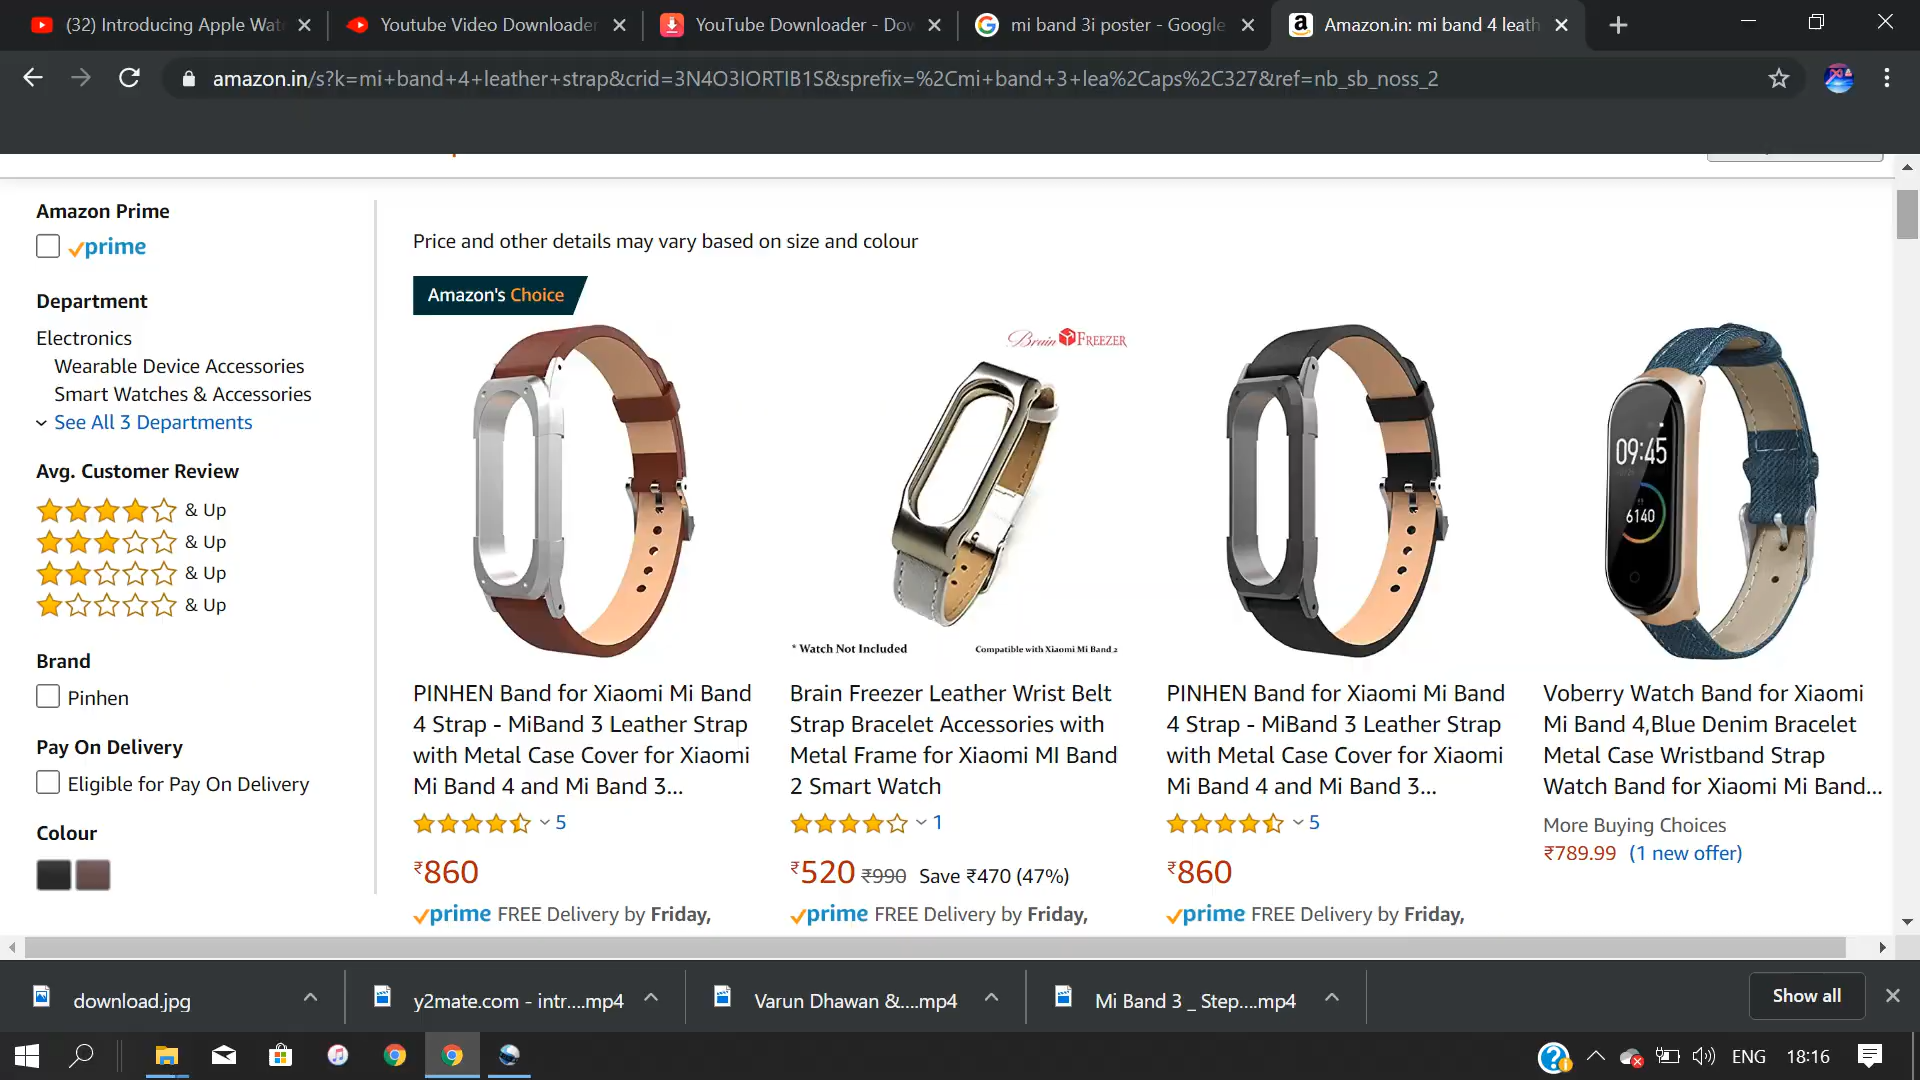 (32) Introducing Apple Wat
Youtube Video Downloader
YouTube Downloader - Dow
mi band 3i poster - Google
Amazon.in: mi band 4 leath
amazon.in/s?k=mi+band+4+leather+strap&crid=3N4O3IORTIB1S&sprefix=%2Cmi+band+3+lea%2Caps%2C327&ref=nb_sb_noss_2
Amazon Prime
prime
Department
Electronics
Wearable Device Accessories
Smart Watches & Accessories
See All 3 Departments
Avg. Customer Review
& Up
& Up
& Up
& Up
Brand
Pinhen
Pay On Delivery
Eligible for Pay On Delivery
Colour
Price and other details may vary based on size and colour
Amazon's Choice
PINHEN Band for Xiaomi Mi Band
4 Strap - MiBand 3 Leather Strap
with Metal Case Cover for Xiaomi
Mi Band 4 and Mi Band 3...
5
₹860
prime FREE Delivery by Friday,
Brain FREEZER
* Watch Not Included
Compatible with Xiaomi Mi Band 2
Brain Freezer Leather Wrist Belt
Strap Bracelet Accessories with
Metal Frame for Xiaomi MI Band
2 Smart Watch
1
₹520 ₹990 Save ₹470 (47%)
prime FREE Delivery by Friday,
PINHEN Band for Xiaomi Mi Band
4 Strap - MiBand 3 Leather Strap
with Metal Case Cover for Xiaomi
Mi Band 4 and Mi Band 3...
5
₹860
prime FREE Delivery by Friday,
09:45
6140
Voberry Watch Band for Xiaomi
Mi Band 4,Blue Denim Bracelet
Metal Case Wristband Strap
Watch Band for Xiaomi Mi Band...
More Buying Choices
₹789.99 (1 new offer)
download.jpg
y2mate.com - intr....mp4
Varun Dhawan &....mp4
Mi Band 3 _ Step....mp4
Show all
ENG
18:16